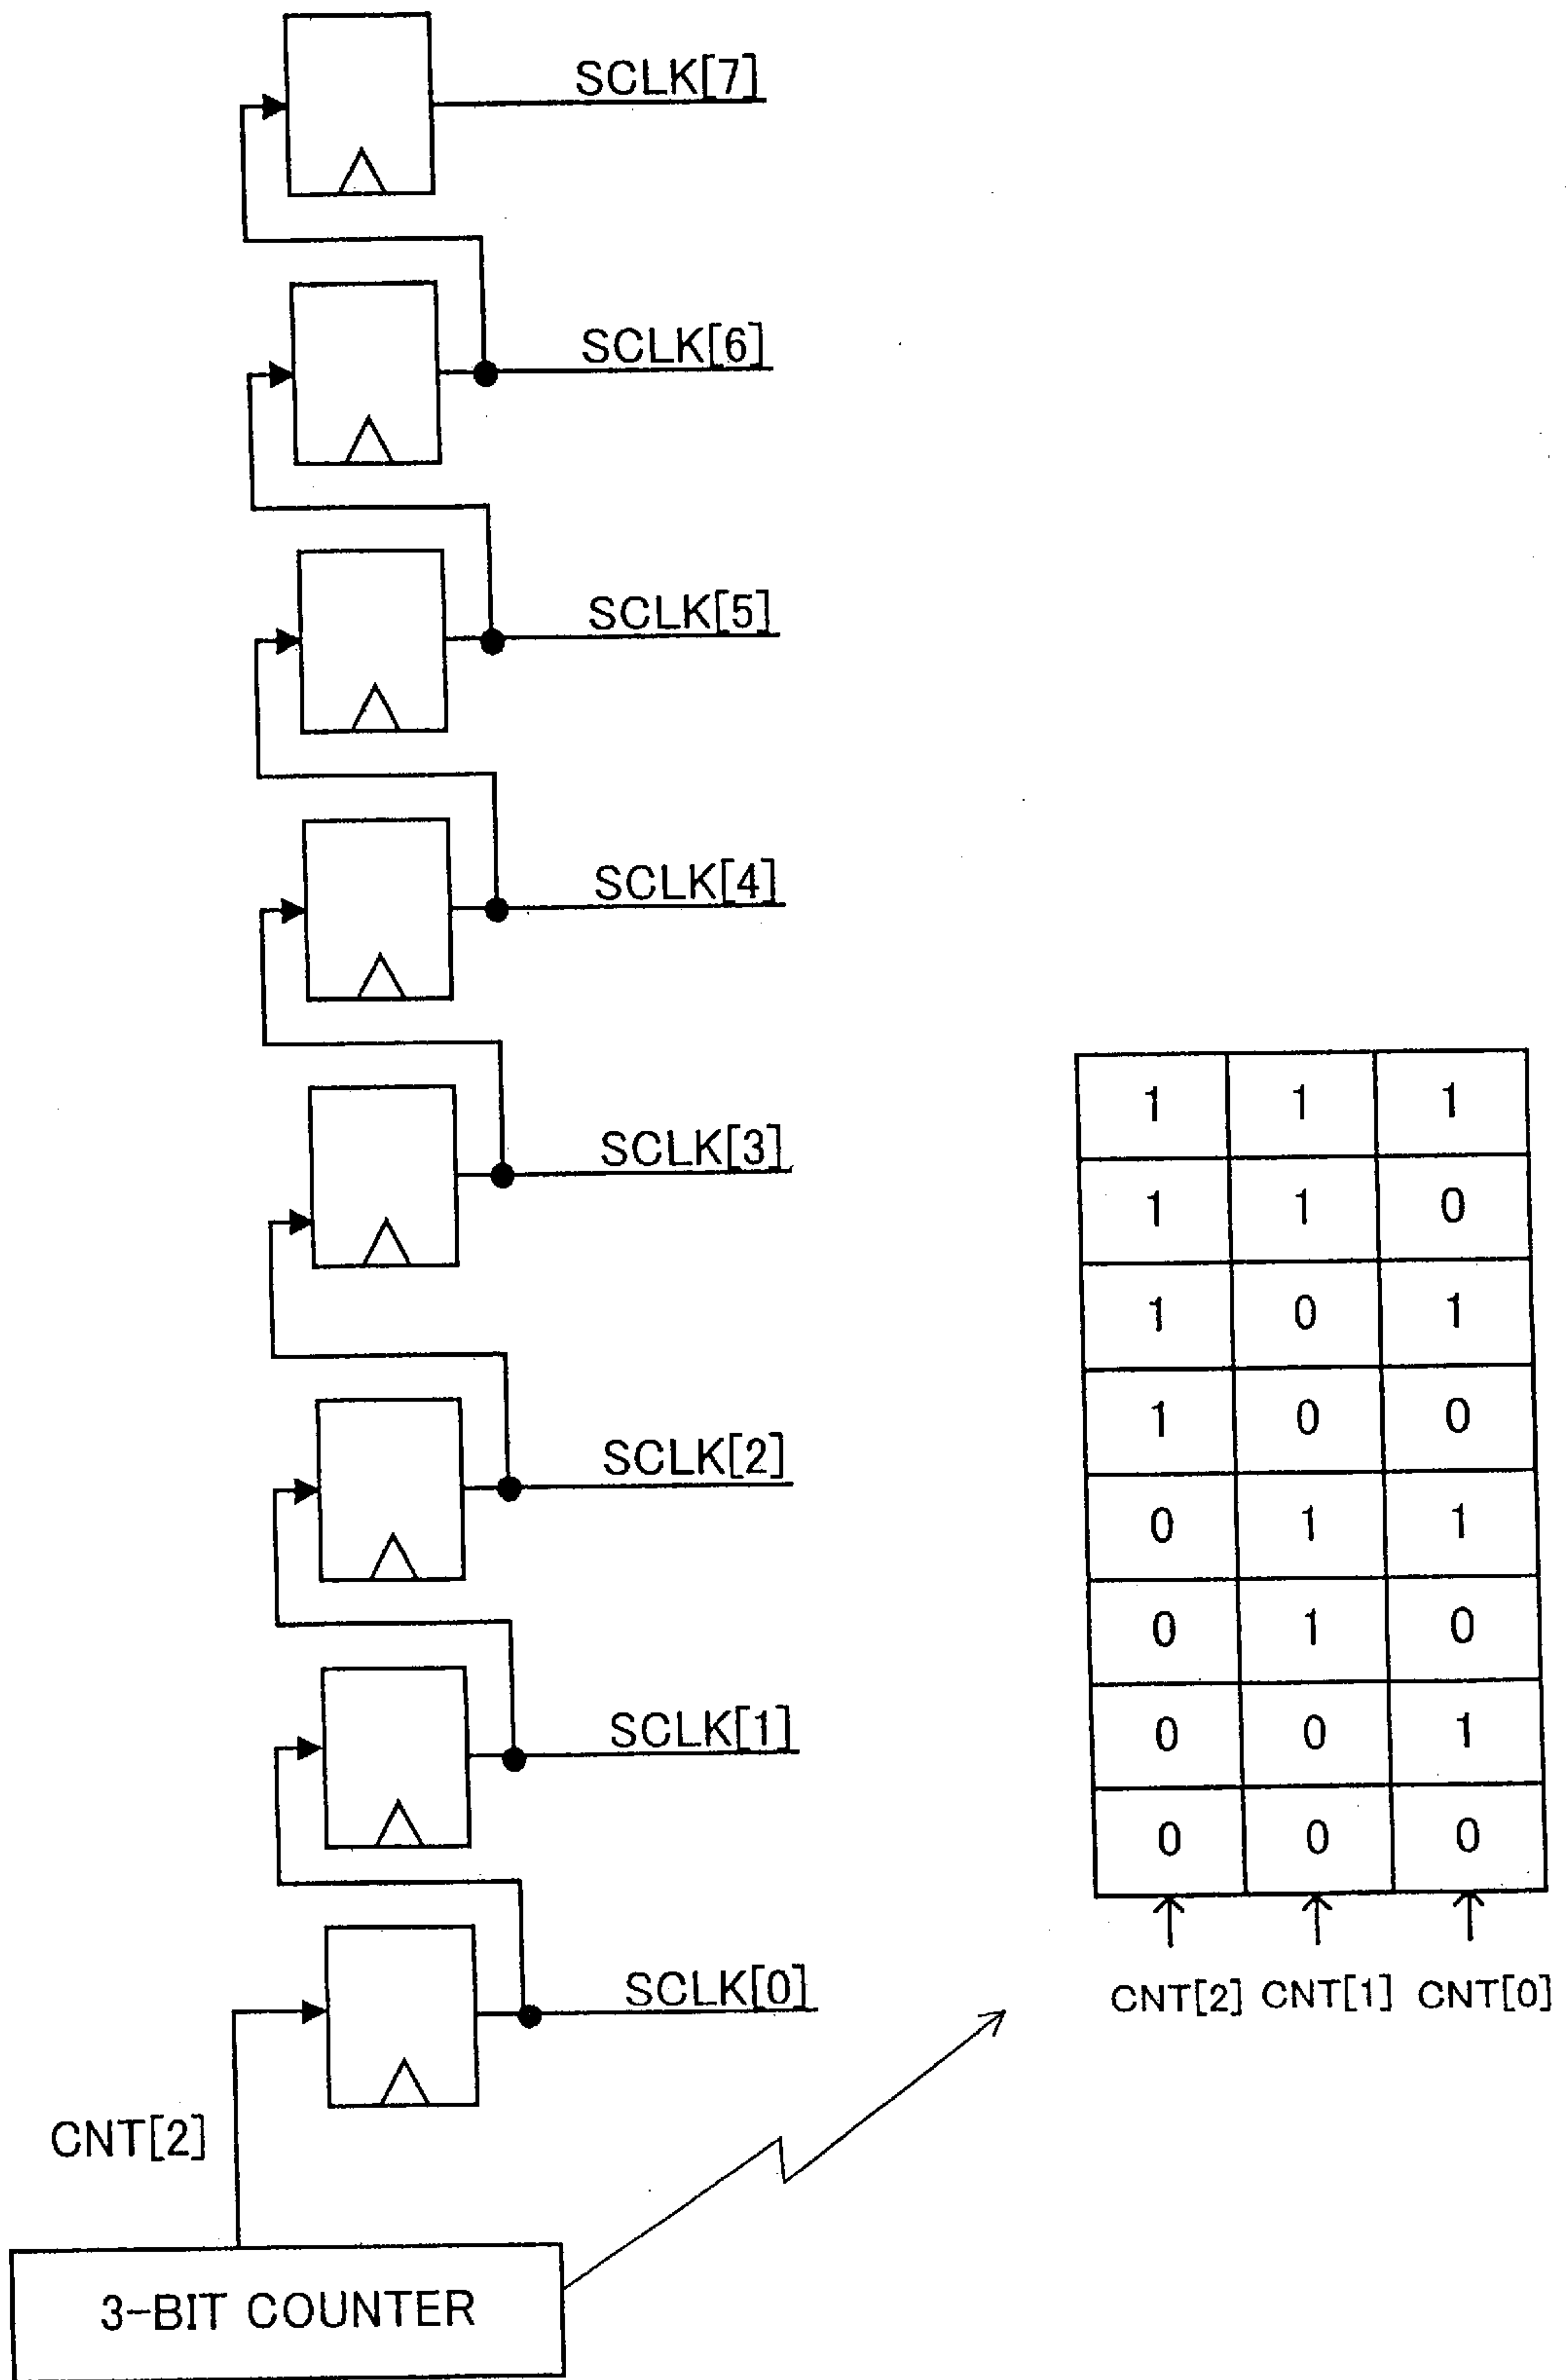 SCLK[7]
SCLK[6]
SCLK[5]
SCLK[4]
SCLK[3]
SCLK[2]
SCLK[1]
SCLK[0]
CNT[2]
3-BIT COUNTER
1 1 1
1 1 0
1 0 1
1 0 0
0 1 1
0 1 0
0 0 1
0 0 0
CNT[2] CNT[1] CNT[0]